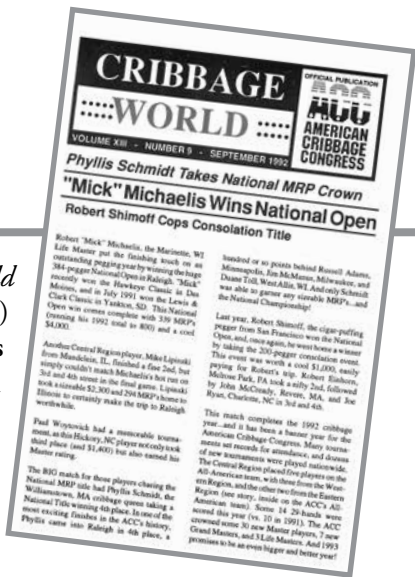 CRIBBAGE
WORLD
OFFICIAL PUBLICATION
ACC
AMERICAN
CRIBBAGE
CONGRESS
VOLUME XIII - NUMBER 9 - SEPTEMBER 1992
Phyllis Schmidt Takes National MRP Crown
"Mick" Michaelis Wins National Open
Robert Shimoff Cops Consolation Title
Robert "Mick" Michaelis, the Marinette, WI
Life Master put the finishing touch on an
outstanding pegging year by winning the huge
384-pegger National Open in Raleigh. "Mick"
recently won the Hawkeye Classic in Des
Moines, and in July 1991 won the Lewis &
Clark Classic in Yankton, SD. This National
Open win comes complete with 539 MRP's
(running his 1992 total to 800) and a cool
$4,000.
Another Central Region player, Mike Lipinski
from Mundelein, IL, finished a fine 2nd, but
simply couldn't match Michaelis's hot run on
3rd and 4th street in the final game. Lipinski
took a sizeable $2,300 and 294 MRP's home to
Illinois to certainly make the trip to Raleigh
worthwhile.
Paul Woytovich had a memorable tourna-
ment, as this Hickory, NC player not only took
third place (and $1,400) but also earned his
Master rating.
The BIG match for those players chasing the
National MRP title had Phyllis Schmidt, the
Williamstown, MA cribbage queen taking a
National Title winning 4th place. In one of the
most exciting finishes in the ACC's history,
Phyllis came into Raleigh in 4th place, a
hundred or so points behind Russell Adams,
Minneapolis, Jim McManus, Milwaukee, and
Duane Toll, West Allis, WI. And only Schmidt
was able to garner any sizeable MRP's...and
the National Championship!
Last year, Robert Shimoff, the cigar-puffing
pegger from San Francisco won the National
Open, and, once again, he went home a winner
by taking the 200-pegger consolation event.
This event was worth a cool $1,000, easily
paying for Robert's trip. Robert Einhorn,
Melrose Park, PA took a nifty 2nd, followed
by John McCready, Revere, MA, and Joe
Ryan, Charlotte, NC in 3rd and 4th.
This match completes the 1992 cribbage
year...and it has been a banner year for the
American Cribbage Congress. Many tourna-
ments set records for attendance, and dozens
of new tournaments were played nationwide.
The Central Region placed five players on the
All-American team, with three from the West-
ern Region, and the other two from the Eastern
Region (see story, inside on the ACC's All-
American team). Some 14 29-hands were
scored this year (vs. 10 in 1991). The ACC
crowned some 30 new Master players, 7 new
Grand Masters, and 3 Life Masters. And 1993
promises to be an even bigger and better year!